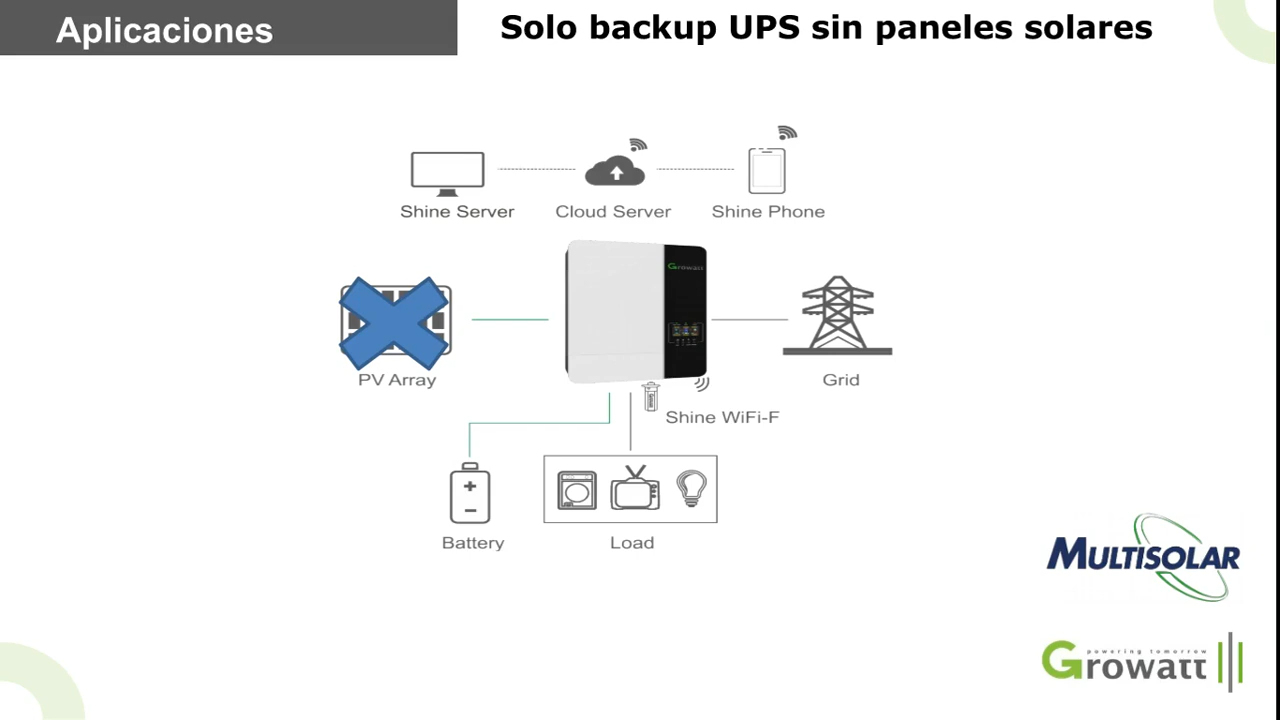 Aplicaciones
Solo backup UPS sin paneles solares
Shine Server
Cloud Server
Shine Phone
Growatt
PV Array
Grid
Shine WiFi-F
Battery
Load
MULTISOLAR
powering tomorrow
Growatt